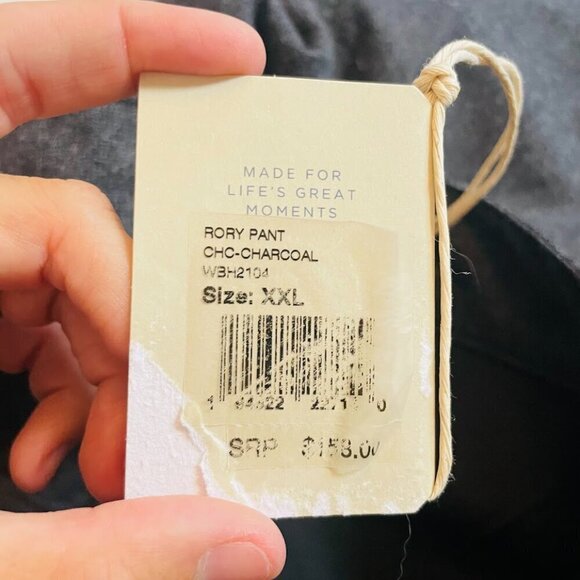 MADE FOR
LIFE'S GREAT
MOMENTS
RORY PANT
CHC-CHARCOAL
WBH2104
Size: XXL
SRP $158.00